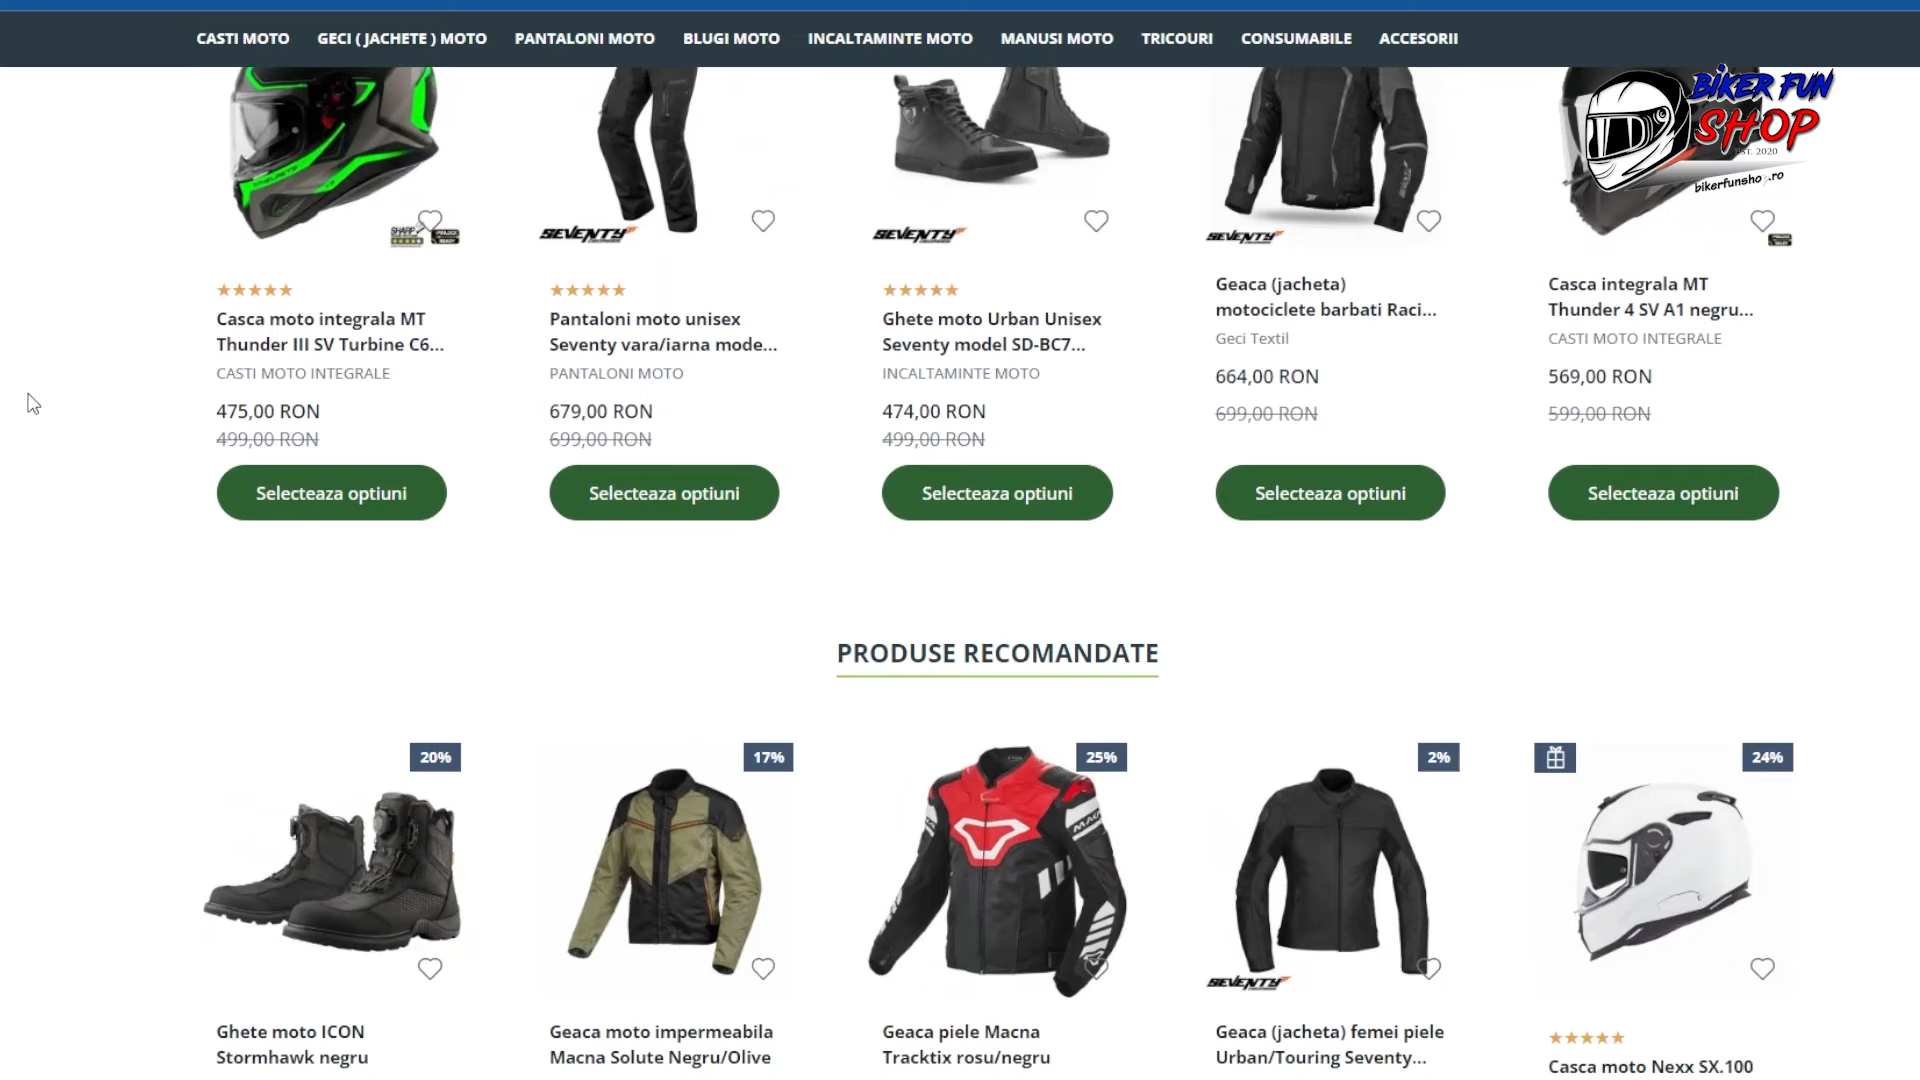 CASTI MOTO GECI ( JACHETE ) MOTO PANTALONI MOTO BLUGI MOTO INCALTAMINTE MOTO MANUSI MOTO TRICOURI CONSUMABILE ACCESORII
BIKER FUN
SHOP
EST. 2020
SHARP
SEVENTY
SEVENTY
SEVENTY
Casca moto integrala MT
Thunder III SV Turbine C6...
CASTI MOTO INTEGRALE
475,00 RON
499,00 RON
Selecteaza optiuni
Pantaloni moto unisex
Seventy vara/iarna mode...
PANTALONI MOTO
679,00 RON
699,00 RON
Selecteaza optiuni
Ghete moto Urban Unisex
Seventy model SD-BC7...
INCALTAMINTE MOTO
474,00 RON
499,00 RON
Selecteaza optiuni
Geaca (jacheta)
motociclete barbati Raci...
Geci Textil
664,00 RON
699,00 RON
Selecteaza optiuni
Casca integrala MT
Thunder 4 SV A1 negru...
CASTI MOTO INTEGRALE
569,00 RON
599,00 RON
Selecteaza optiuni
PRODUSE RECOMANDATE
20%
17%
25%
2%
24%
MACNA
SEVENTY
Ghete moto ICON
Stormhawk negru
Geaca moto impermeabila
Macna Solute Negru/Olive
Geaca piele Macna
Tracktix rosu/negru
Geaca (jacheta) femei piele
Urban/Touring Seventy...
Casca moto Nexx SX.100